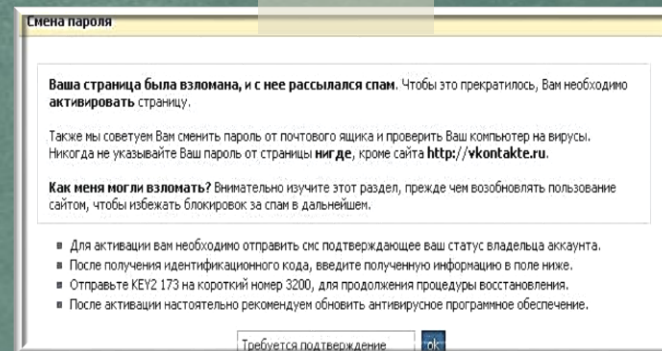 Смена пароля
Ваша страница была взломана, и с нее рассылался спам. Чтобы это прекратилось, Вам необходимо
активировать страницу.
Также мы советуем Вам сменить пароль от почтового ящика и проверить Ваш компьютер на вирусы.
Никогда не указывайте Ваш пароль от страницы нигде, кроме сайта http://vkontakte.ru.
Как меня могли взломать? Внимательно изучите этот раздел, прежде чем возобновлять пользование
сайтом, чтобы избежать блокировок за спам в дальнейшем.
Для активации вам необходимо отправить смс подтверждающее ваш статус владельца аккаунта.
После получения идентификационного кода, введите полученную информацию в поле ниже.
Отправьте KEY2 173 на короткий номер 3200, для продолжения процедуры восстановления.
После активации настоятельно рекомендуем обновить антивирусное программное обеспечение.
Требуется подтверждение ok